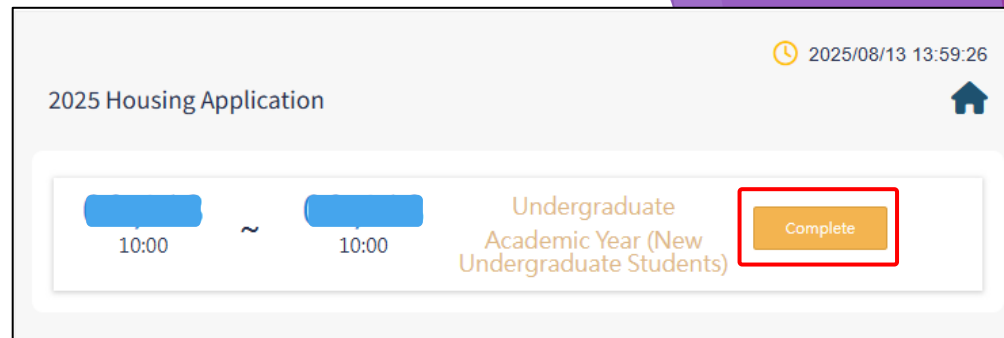 2025/08/13 13:59:26
2025 Housing Application
10:00 ~ 10:00
Undergraduate
Academic Year (New
Undergraduate Students)
Complete